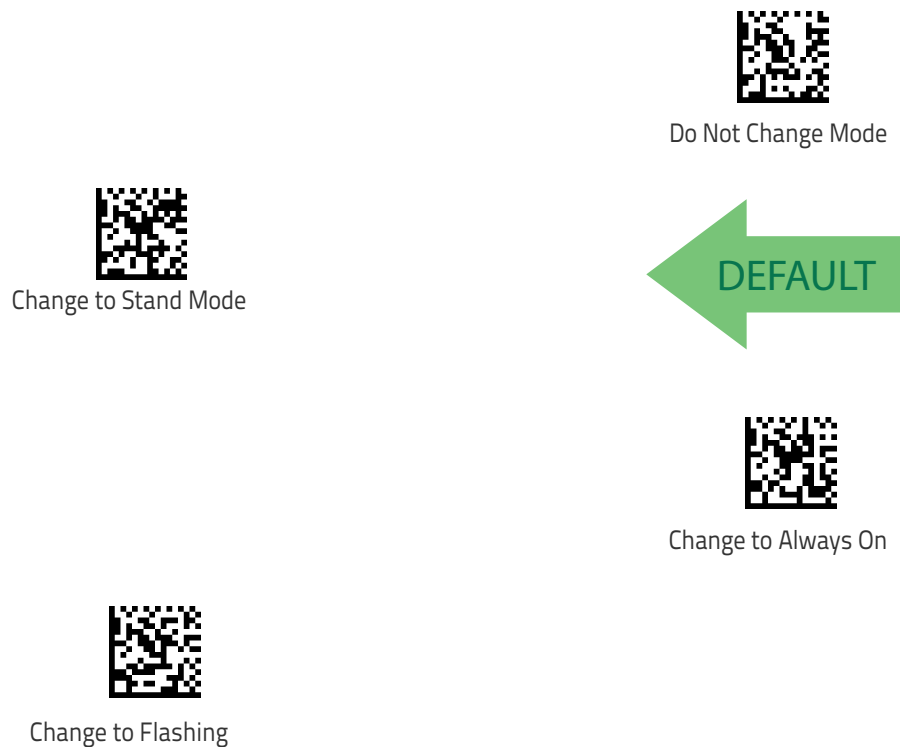 Do Not Change Mode
Change to Stand Mode
DEFAULT
Change to Always On
Change to Flashing